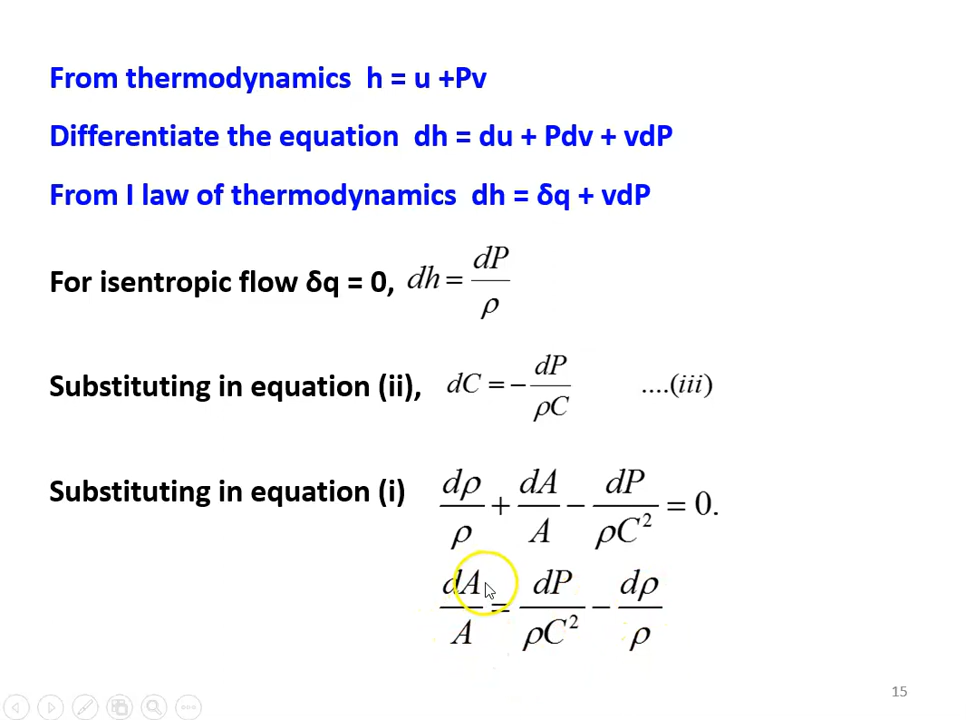 From thermodynamics h = u +Pv
Differentiate the equation dh = du + Pdv + vdP
From I law of thermodynamics dh = δq + vdP
For isentropic flow δq = 0, dh = dP/ρ
Substituting in equation (ii), dC = − dP/ρC ....(iii)
Substituting in equation (i) dρ/ρ + dA/A − dP/ρC² = 0.
dA/A = dP/ρC² − dρ/ρ
15